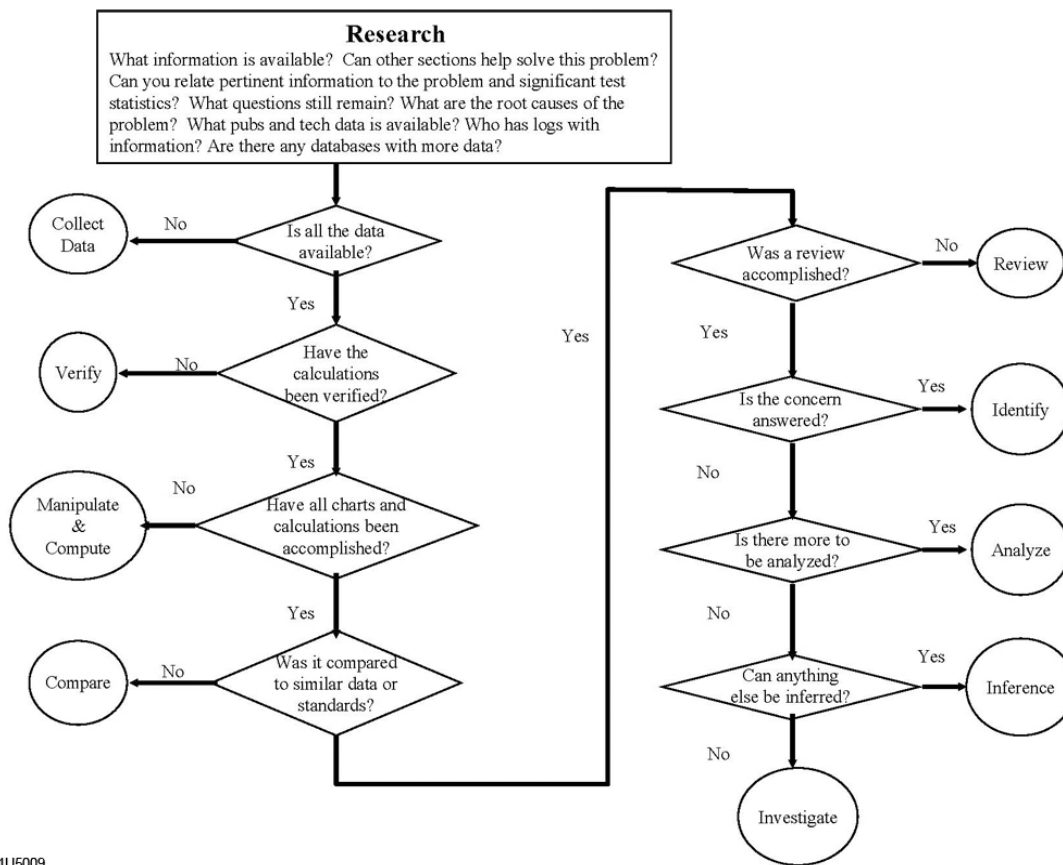 Research
What information is available? Can other sections help solve this problem?
Can you relate pertinent information to the problem and significant test
statistics? What questions still remain? What are the root causes of the
problem? What pubs and tech data is available? Who has logs with
information? Are there any databases with more data?
Collect
Data
No
Is all the data
available?
Yes
Verify
No
Have the
calculations
been verified?
Yes
Manipulate
&
Compute
No
Have all charts and
calculations been
accomplished?
Yes
Compare
No
Was it compared
to similar data or
standards?
Yes
Was a review
accomplished?
No
Review
Yes
Is the concern
answered?
Yes
Identify
No
Is there more to
be analyzed?
Yes
Analyze
No
Can anything
else be inferred?
Yes
Inference
No
Investigate